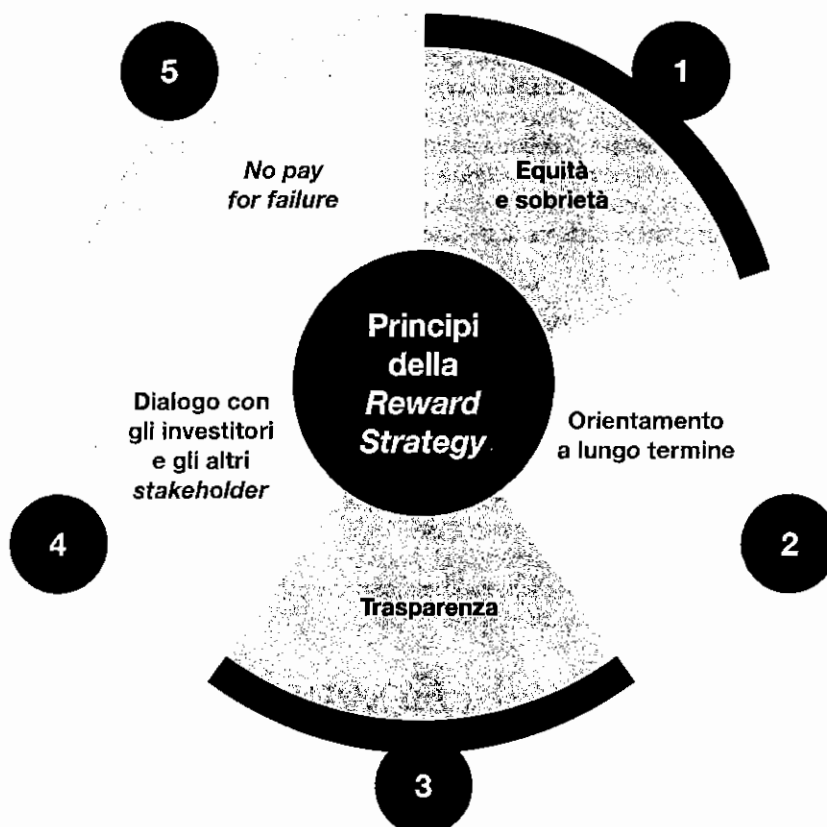 Principi
della
Reward
Strategy
1
Equità
e sobrietà
2
Orientamento
a lungo termine
3
Trasparenza
4
Dialogo con
gli investitori
e gli altri
stakeholder
5
No pay
for failure